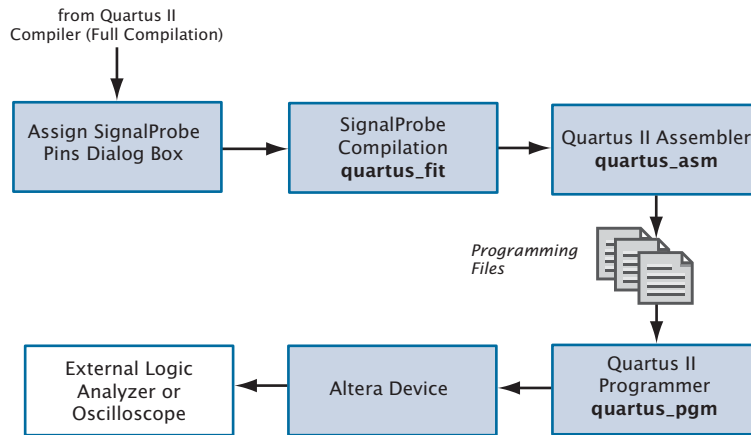 from Quartus II
Compiler (Full Compilation)
Assign SignalProbe
Pins Dialog Box
SignalProbe
Compilation
quartus_fit
Quartus II Assembler
quartus_asm
Programming
Files
External Logic
Analyzer or
Oscilloscope
Altera Device
Quartus II
Programmer
quartus_pgm